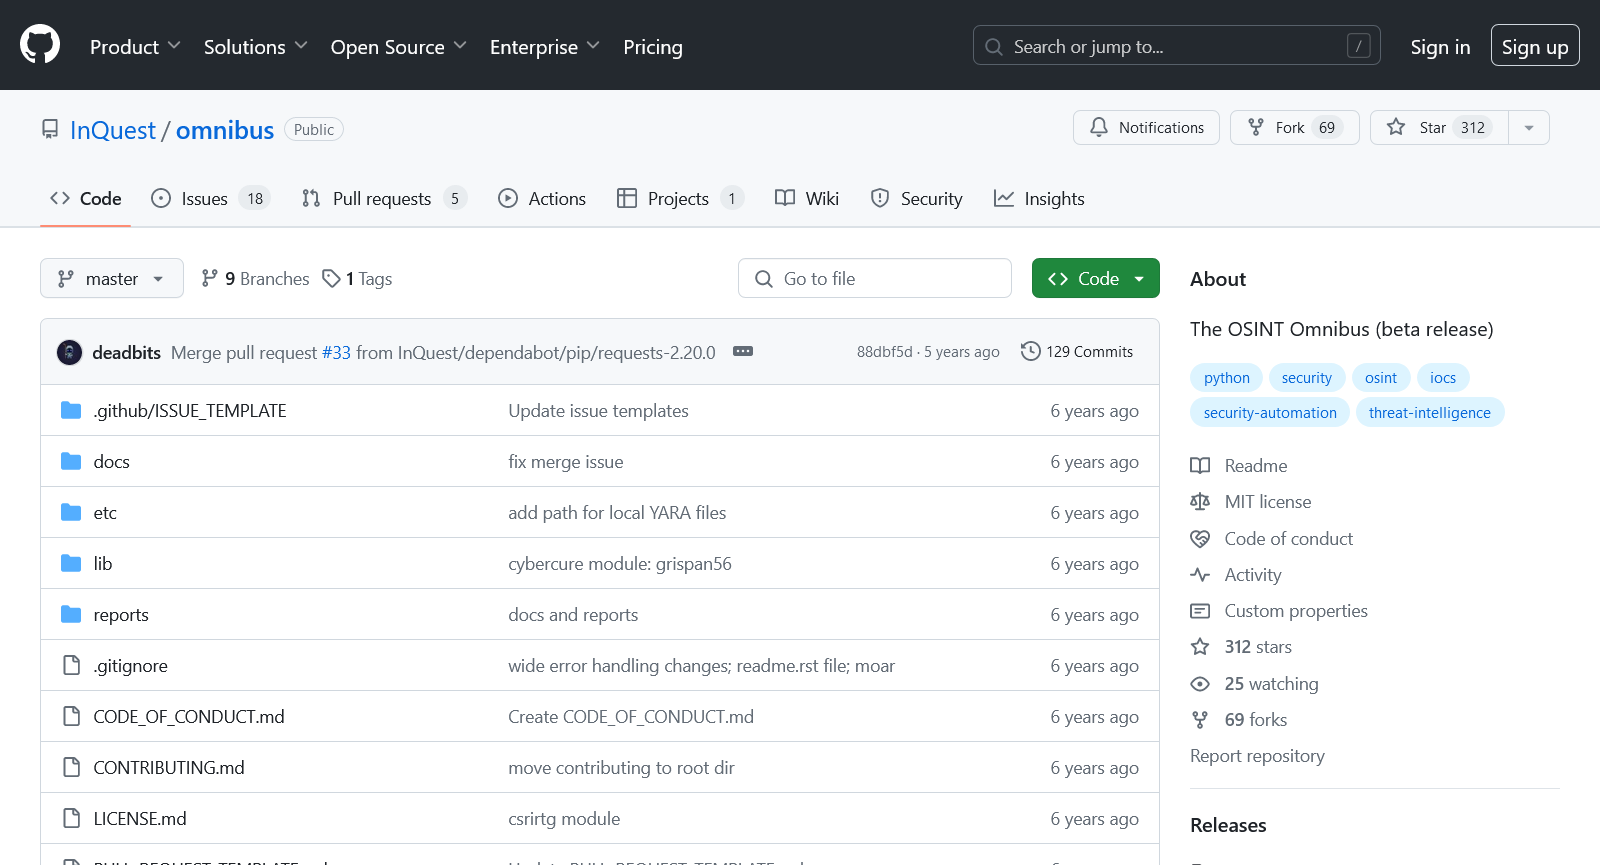 Product Solutions Open Source Enterprise Pricing Search or jump to... / Sign in Sign up
InQuest / omnibus Public Notifications Fork 69 Star 312
Code Issues 18 Pull requests 5 Actions Projects 1 Wiki Security Insights
master 9 Branches 1 Tags Go to file Code
deadbits Merge pull request #33 from InQuest/dependabot/pip/requests-2.20.0 88dbf5d · 5 years ago 129 Commits
.github/ISSUE_TEMPLATE Update issue templates 6 years ago
docs fix merge issue 6 years ago
etc add path for local YARA files 6 years ago
lib cybercure module: grispan56 6 years ago
reports docs and reports 6 years ago
.gitignore wide error handling changes; readme.rst file; moar 6 years ago
CODE_OF_CONDUCT.md Create CODE_OF_CONDUCT.md 6 years ago
CONTRIBUTING.md move contributing to root dir 6 years ago
LICENSE.md csrirtg module 6 years ago
About
The OSINT Omnibus (beta release)
python security osint iocs
security-automation threat-intelligence
Readme
MIT license
Code of conduct
Activity
Custom properties
312 stars
25 watching
69 forks
Report repository
Releases